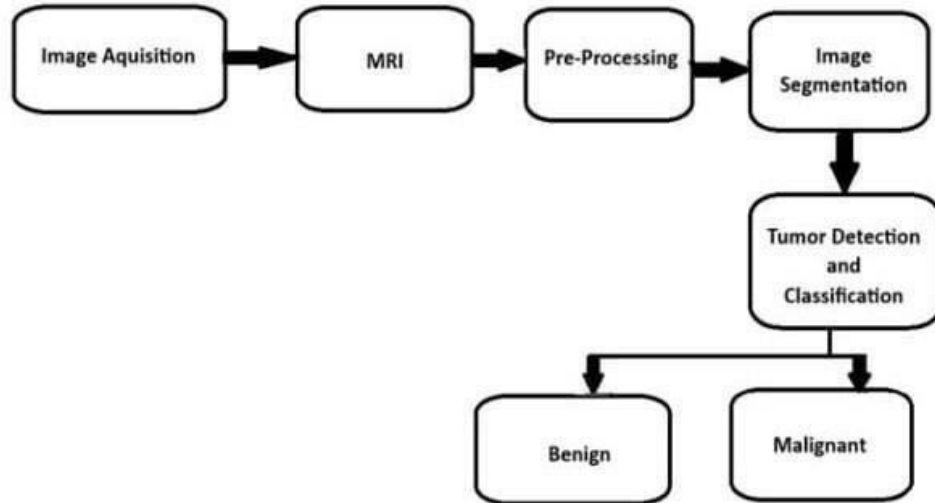 Image Aquisition
MRI
Pre-Processing
Image
Segmentation
Tumor Detection
and
Classification
Benign
Malignant